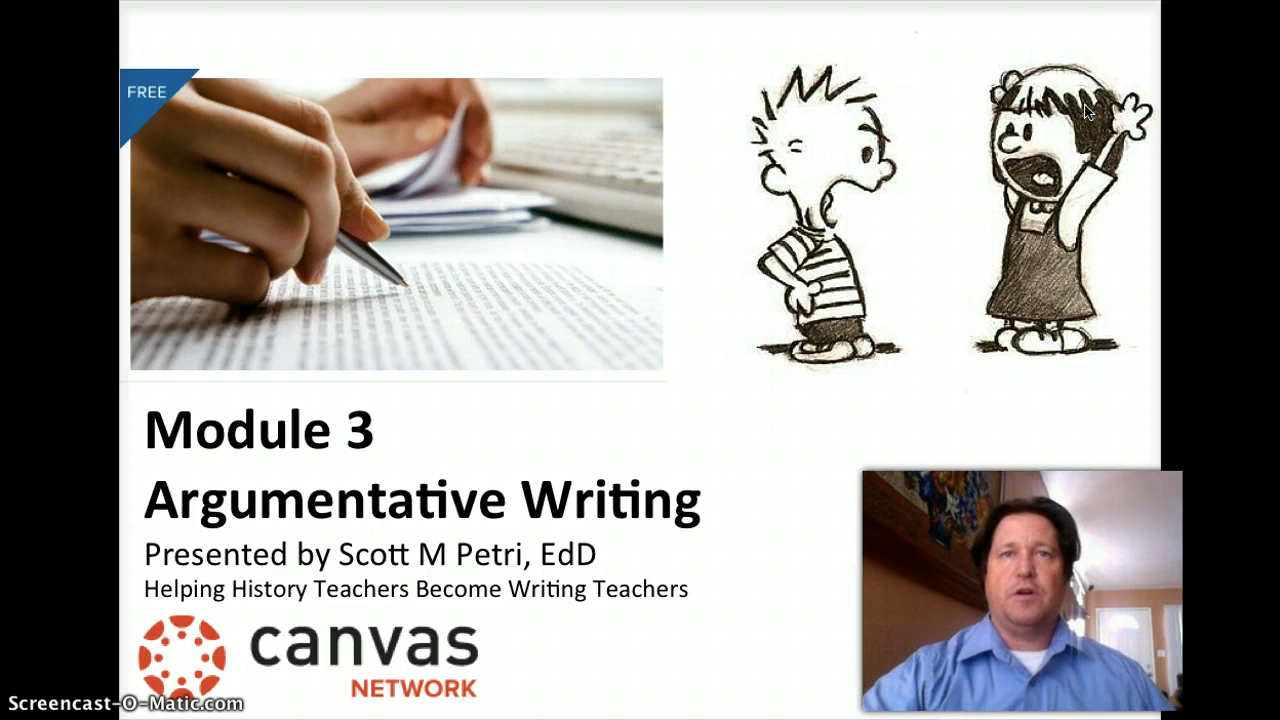 FREE
Module 3
Argumentative Writing
Presented by Scott M Petri, EdD
Helping History Teachers Become Writing Teachers
canvas
NETWORK
Screencast-O-Matic.com